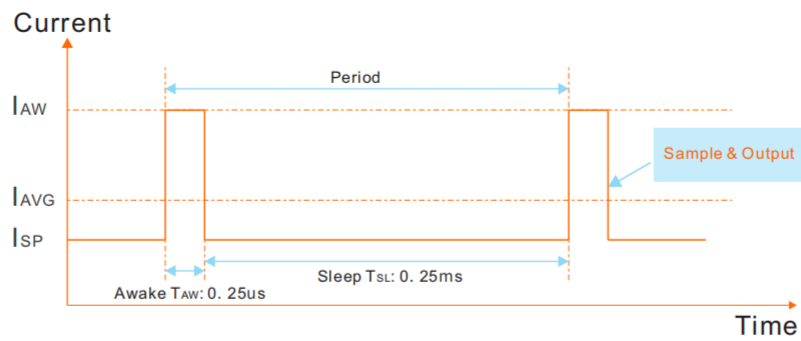 Current
Period
IAW
Sample & Output
IAVG
ISP
Sleep TSL: 0. 25ms
Awake TAW: 0. 25us
Time